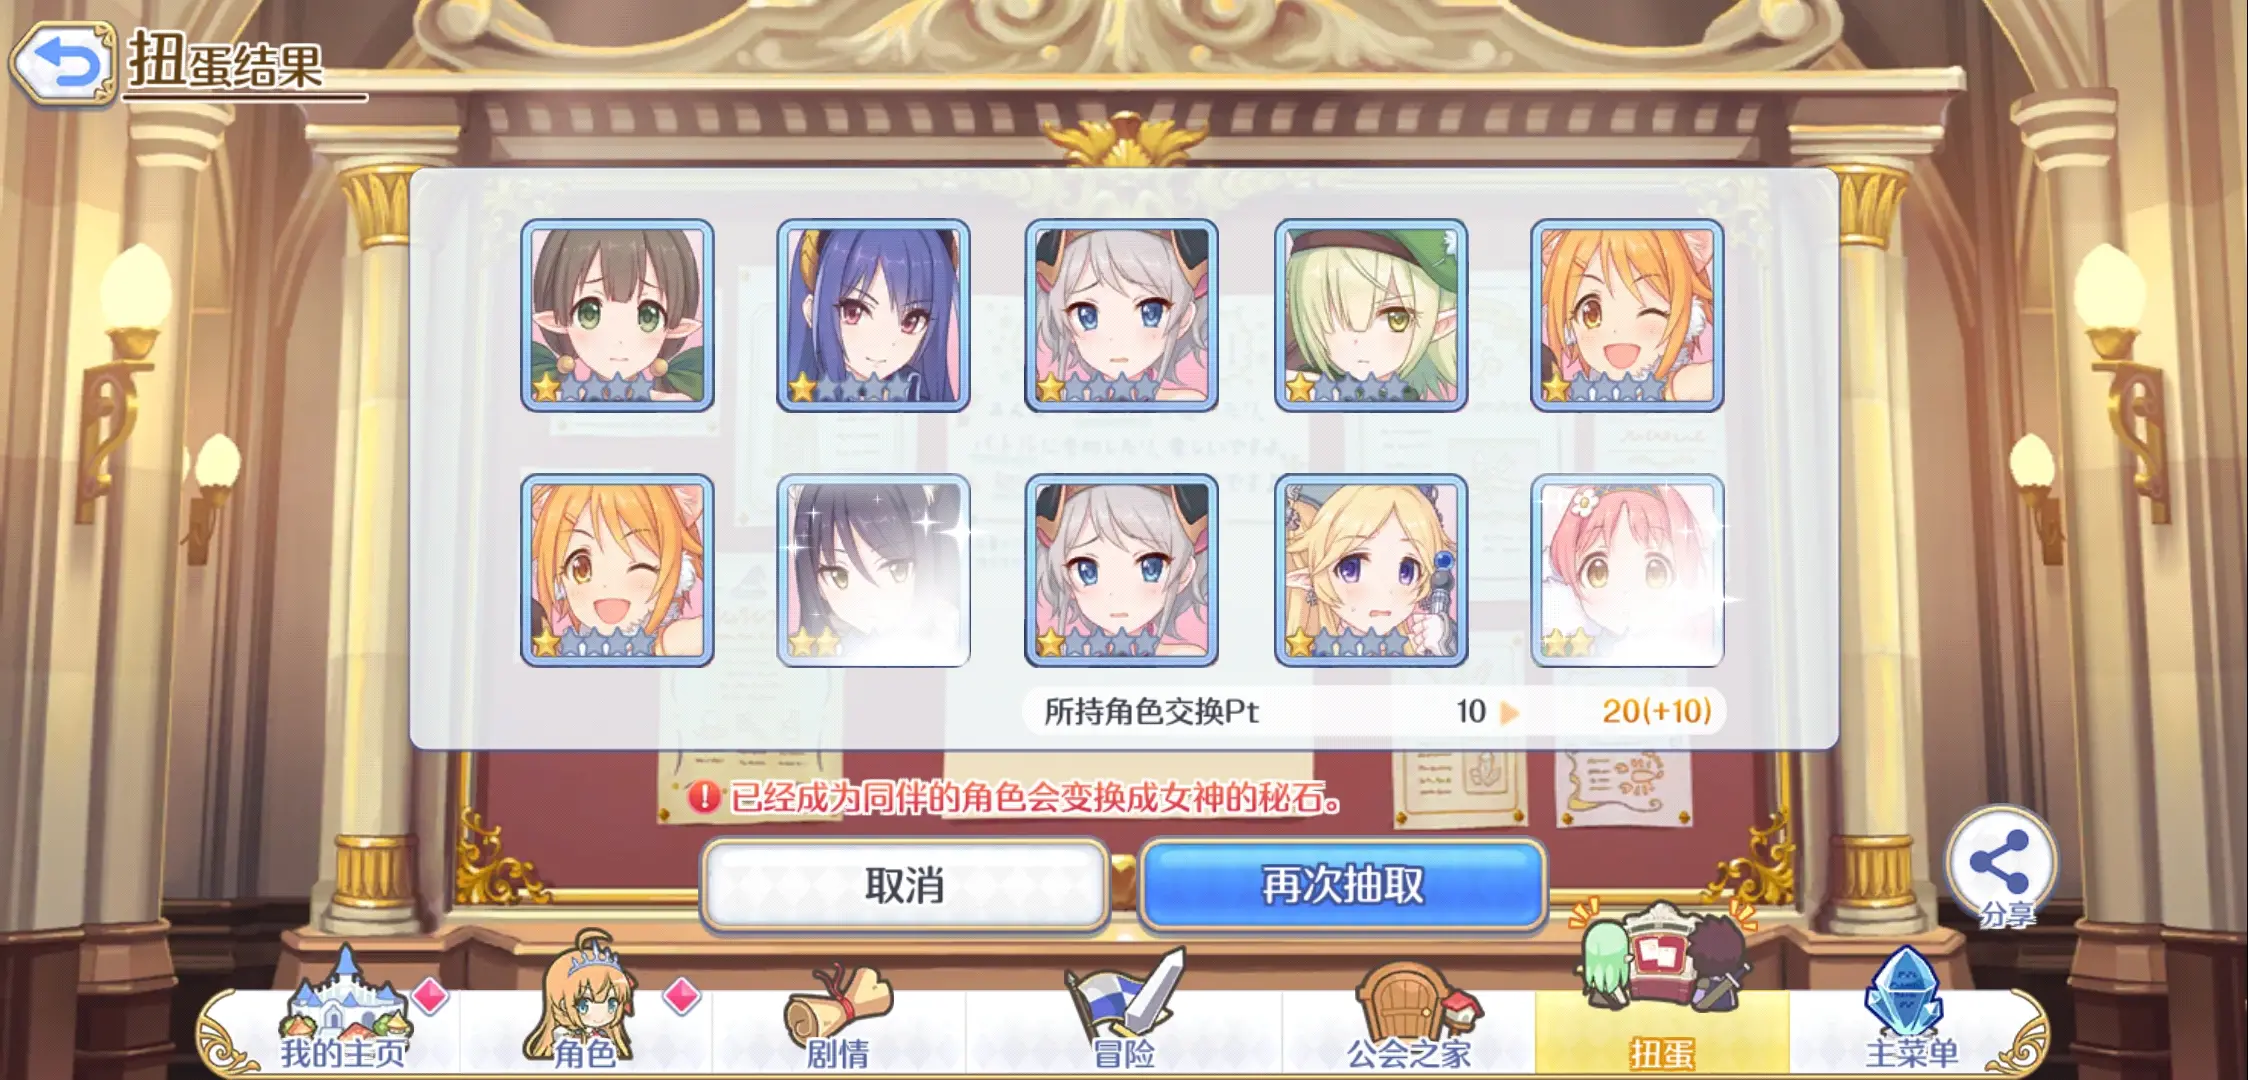 扭蛋结果
所持角色交换Pt 10 20(+10)
已经成为同伴的角色会变换成女神的秘石。
取消
再次抽取
分享
我的主页
角色
剧情
冒险
公会之家
扭蛋
主菜单